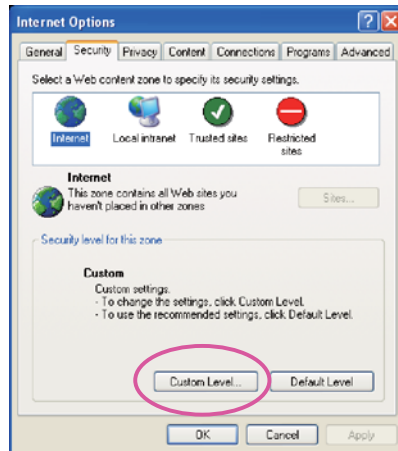 Internet Options
General Security Privacy Content Connections Programs Advanced
Select a Web content zone to specify its security settings.
Internet Local intranet Trusted sites Restricted sites
Internet
This zone contains all Web sites you
haven't placed in other zones
Sites...
Security level for this zone
Custom
Custom settings.
- To change the settings, click Custom Level.
- To use the recommended settings, click Default Level.
Custom Level... Default Level
OK Cancel Apply